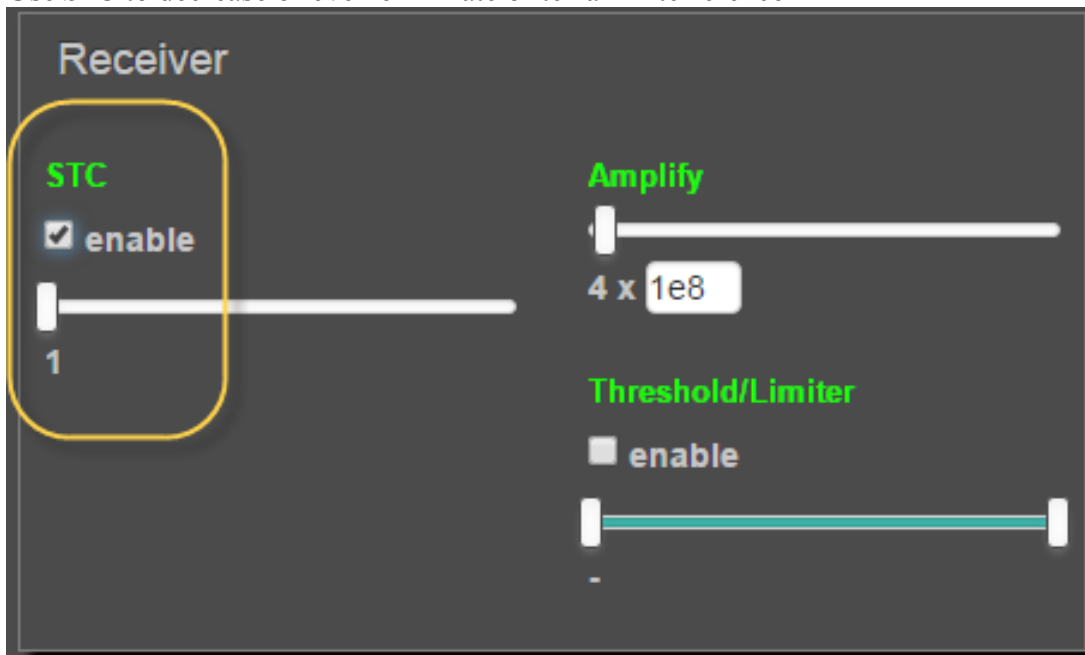 Receiver
STC
enable
1
Amplify
4 x 1e8
Threshold/Limiter
enable
-